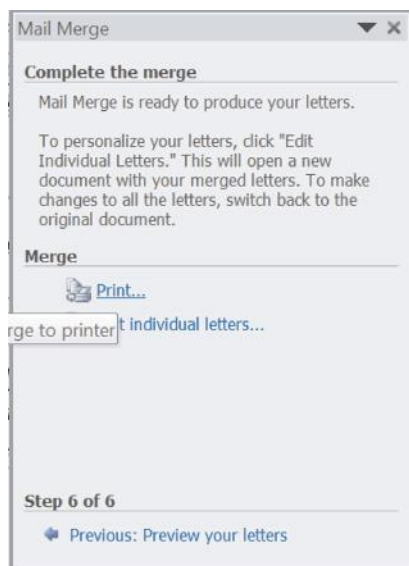 Mail Merge
Complete the merge
Mail Merge is ready to produce your letters.
To personalize your letters, click "Edit
Individual Letters." This will open a new
document with your merged letters. To make
changes to all the letters, switch back to the
original document.
Merge
Print...
rge to printer
t individual letters...
Step 6 of 6
Previous: Preview your letters